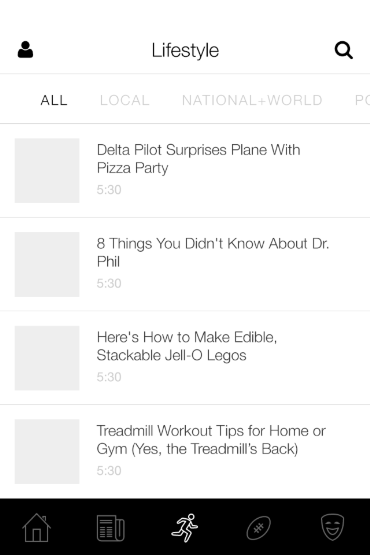 Lifestyle
ALL LOCAL NATIONAL+WORLD
Delta Pilot Surprises Plane With
Pizza Party
5:30
8 Things You Didn't Know About Dr.
Phil
5:30
Here's How to Make Edible,
Stackable Jell-O Legos
5:30
Treadmill Workout Tips for Home or
Gym (Yes, the Treadmill's Back)
5:30